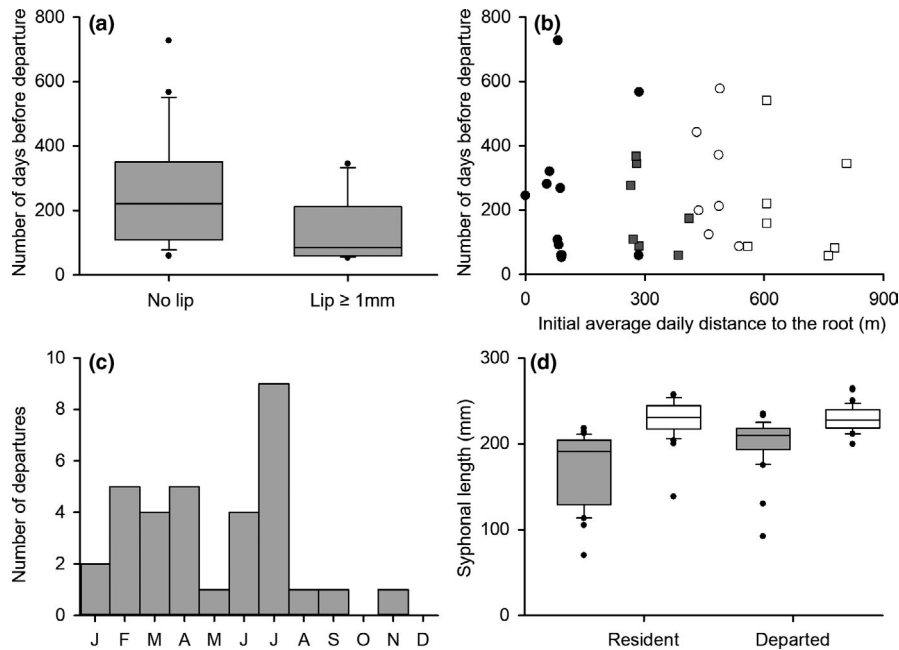 (a)
Number of days before departure
800
600
400
200
0
No lip
Lip ≥ 1mm
(b)
Number of days before departure
800
600
400
200
0
0
300
600
900
Initial average daily distance to the root (m)
(c)
Number of departures
10
8
6
4
2
0
J F M A M J J A S O N D
(d)
Syphonal length (mm)
300
200
100
0
Resident
Departed